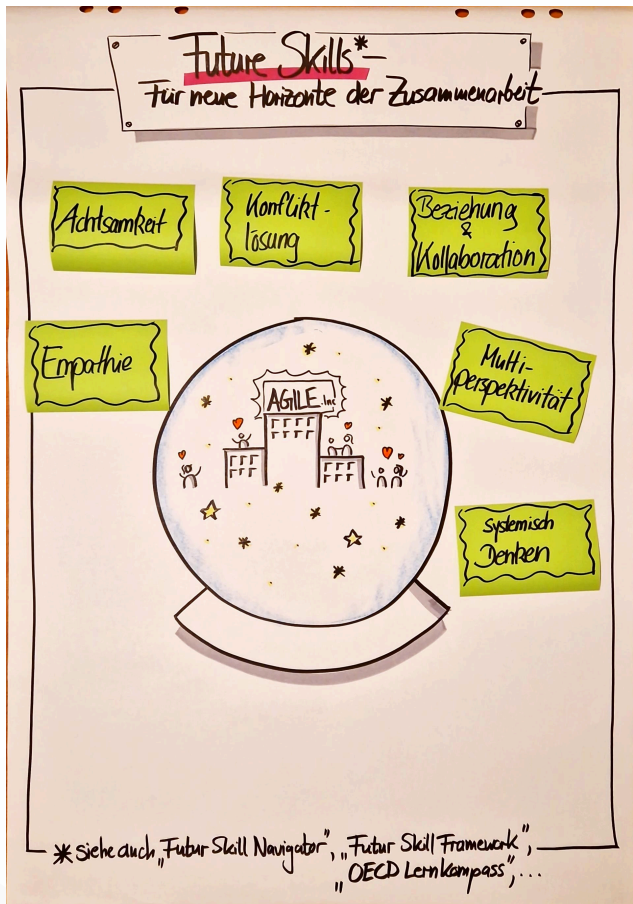 Future Skills* –
Für neue Horizonte der Zusammenarbeit
Achtsamkeit
Konflikt-
lösung
Beziehung
&
Kollaboration
Empathie
Multi-
perspektivität
AGILE.Inc
Systemisch
Denken
* siehe auch „Futur Skill Navigator", „Futur Skill Framework",
„OECD Lernkompass", ...